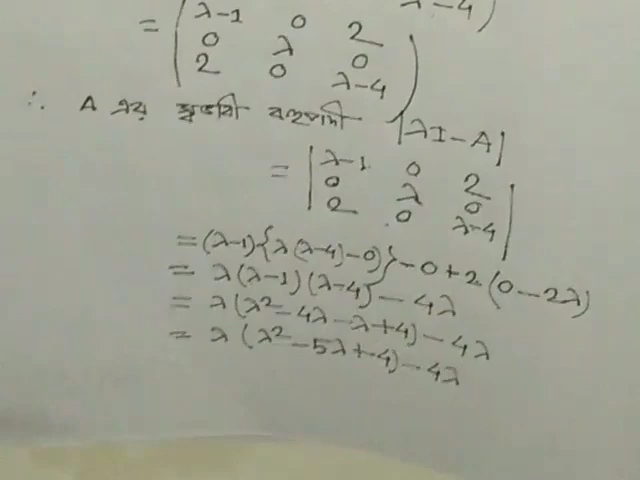 λ-4)
= (λ-1 0 2
0 λ 0
2 0 λ-4)
∴ A এর বহুপদী |λI-A|
= |λ-1 0 2
0 λ 0
2 0 λ-4|
= (λ-1){λ(λ-4)-0}-0+2(0-2λ)
= λ(λ-1)(λ-4)-4λ
= λ(λ²-4λ-λ+4)-4λ
= λ(λ²-5λ+4)-4λ